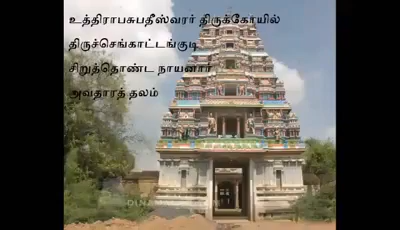 உத்திராபசுபதீஸ்வரர் திருக்கோயில்
திருச்செங்காட்டங்குடி
சிறுத்தொண்ட நாயனார்
அவதாரத் தலம்